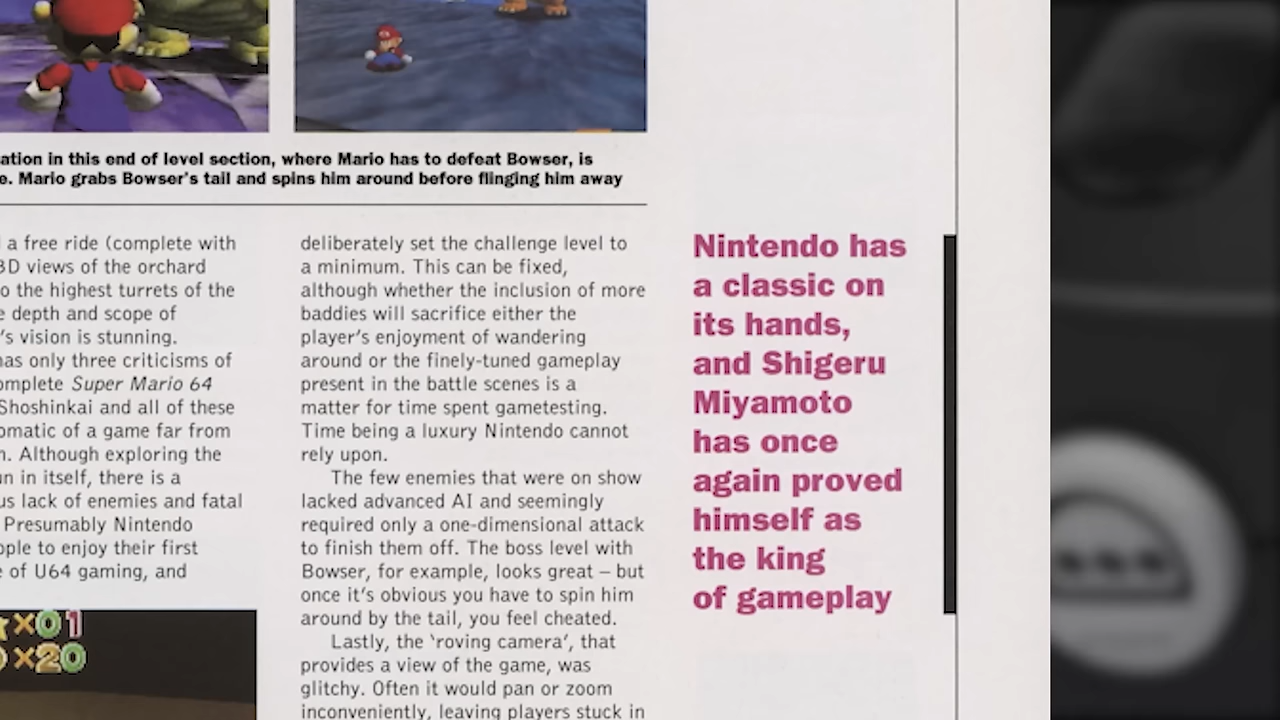 ation in this end of level section, where Mario has to defeat Bowser, is
e. Mario grabs Bowser's tail and spins him around before flinging him away
a free ride (complete with
3D views of the orchard
o the highest turrets of the
e depth and scope of
's vision is stunning.
has only three criticisms of
omplete Super Mario 64
Shoshinkai and all of these
omatic of a game far from
n. Although exploring the
un in itself, there is a
us lack of enemies and fatal
Presumably Nintendo
ople to enjoy their first
e of U64 gaming, and
×01
×20
deliberately set the challenge level to
a minimum. This can be fixed,
although whether the inclusion of more
baddies will sacrifice either the
player's enjoyment of wandering
around or the finely-tuned gameplay
present in the battle scenes is a
matter for time spent gametesting.
Time being a luxury Nintendo cannot
rely upon.
The few enemies that were on show
lacked advanced AI and seemingly
required only a one-dimensional attack
to finish them off. The boss level with
Bowser, for example, looks great – but
once it's obvious you have to spin him
around by the tail, you feel cheated.
Lastly, the ‘roving camera’, that
provides a view of the game, was
glitchy. Often it would pan or zoom
inconveniently, leaving players stuck in
Nintendo has
a classic on
its hands,
and Shigeru
Miyamoto
has once
again proved
himself as
the king
of gameplay